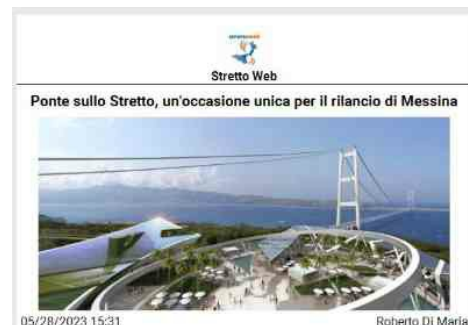 Stretto Web
Ponte sullo Stretto, un'occasione unica per il rilancio di Messina
05/28/2023 15:31
Roberto Di Maria